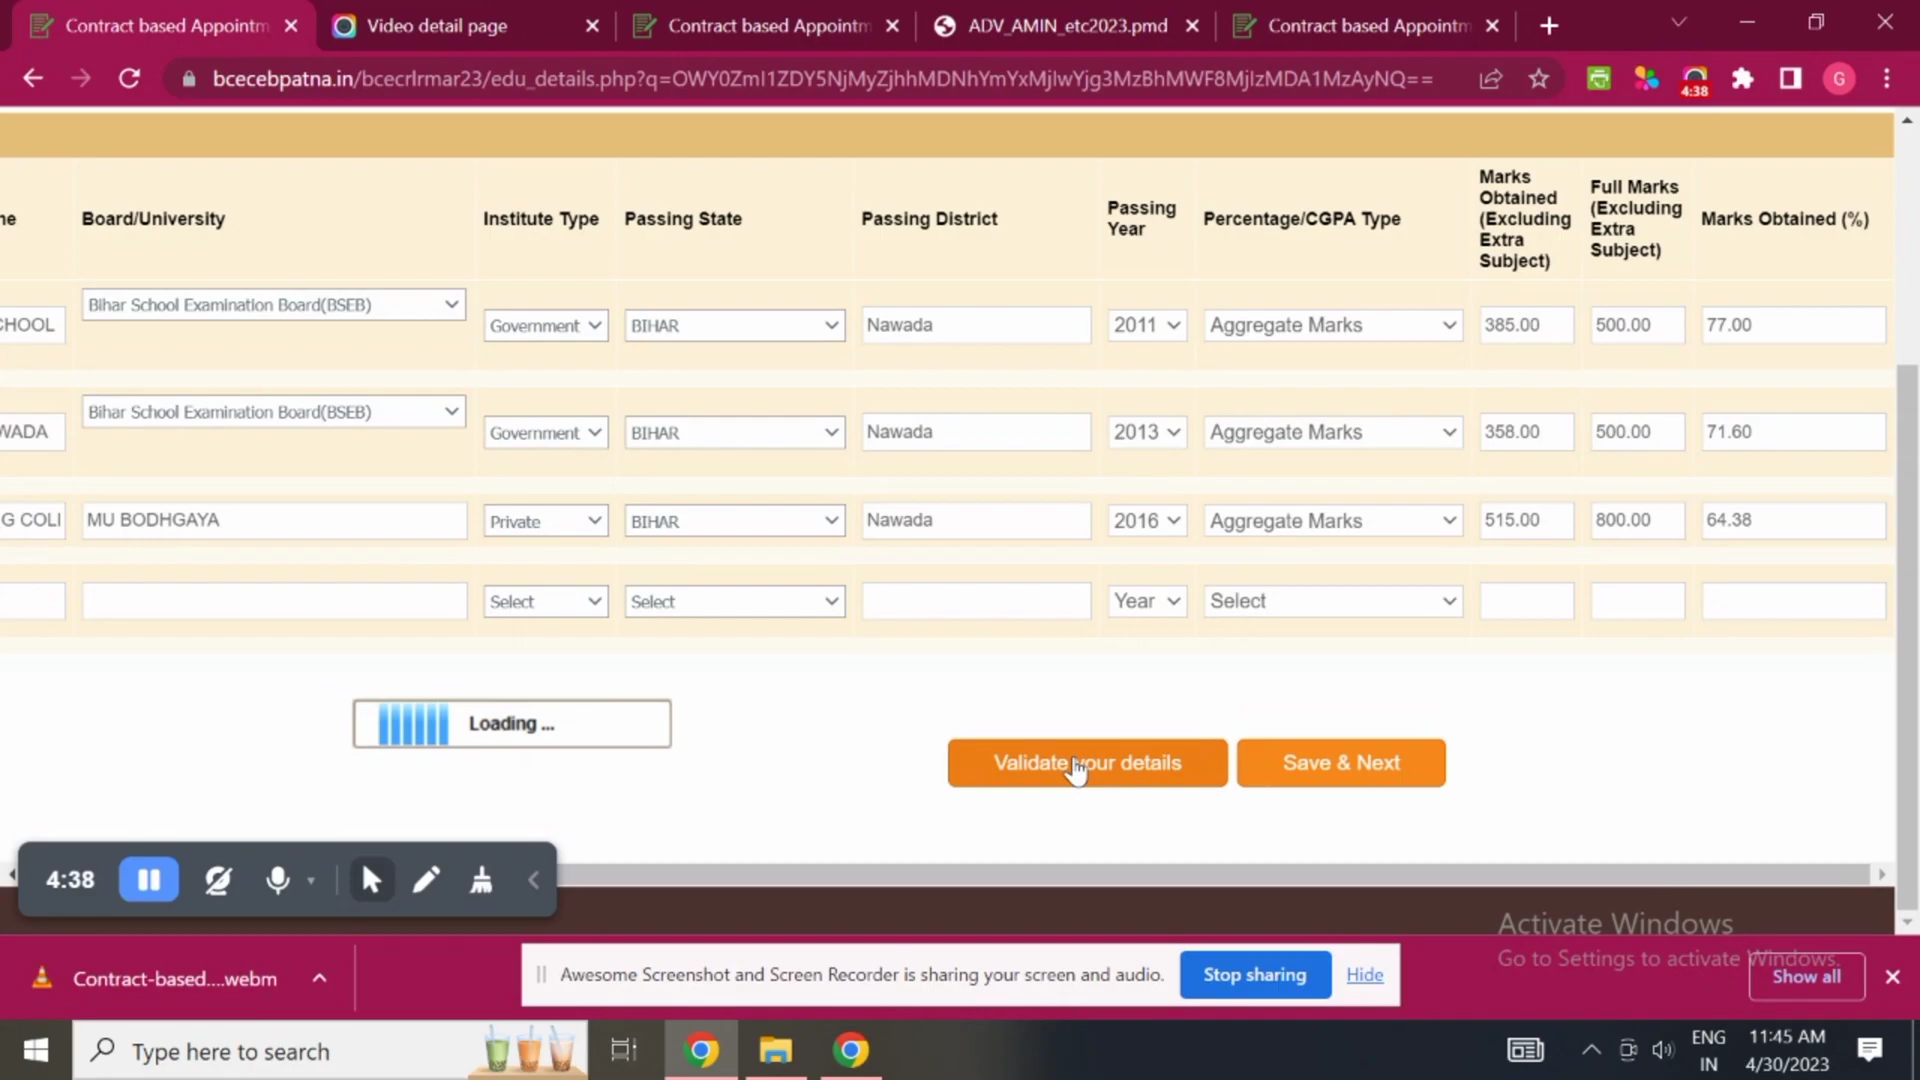 Contract based Appointm
Video detail page
Contract based Appointm
ADV_AMIN_etc2023.pmd
Contract based Appointm
bcecebpatna.in/bcecrlrmar23/edu_details.php?q=OWY0ZmI1ZDY5NjMyZjhhMDNhYmYxMjIwYjg3MzBhMWF8MjIzMDA1MzAyNQ==
4:38
G
me
Board/University
Institute Type
Passing State
Passing District
Passing
Year
Percentage/CGPA Type
Marks
Obtained
(Excluding
Extra
Subject)
Full Marks
(Excluding
Extra
Subject)
Marks Obtained (%)
CHOOL
Bihar School Examination Board(BSEB)
Government
BIHAR
Nawada
2011
Aggregate Marks
385.00
500.00
77.00
WADA
Bihar School Examination Board(BSEB)
Government
BIHAR
Nawada
2013
Aggregate Marks
358.00
500.00
71.60
G COLI
MU BODHGAYA
Private
BIHAR
Nawada
2016
Aggregate Marks
515.00
800.00
64.38
Select
Select
Year
Select
Loading ...
Validate your details
Save & Next
4:38
Activate Windows
Go to Settings to activate Windows.
Contract-based....webm
Awesome Screenshot and Screen Recorder is sharing your screen and audio.
Stop sharing
Hide
Show all
Type here to search
ENG
IN
11:45 AM
4/30/2023